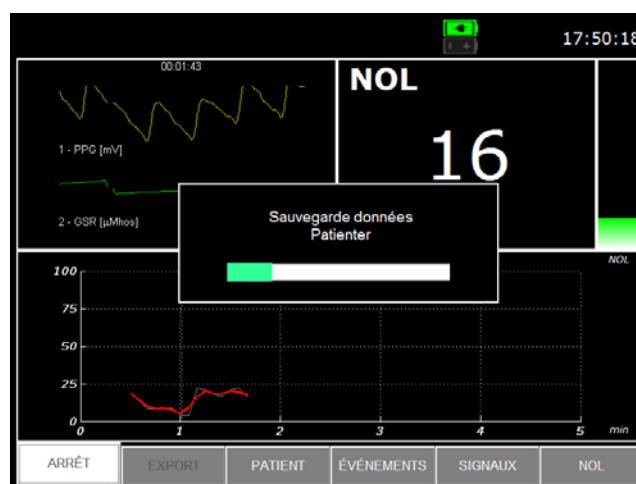 17:50:18
00:01:43
NOL
1 - PPG [mV]
16
2 - GSR [µMhos]
Sauvegarde données
Patienter
NOL
100
75
50
25
0
0 1 2 3 4 5 min
ARRÊT EXPORT PATIENT ÉVÉNEMENTS SIGNAUX NOL